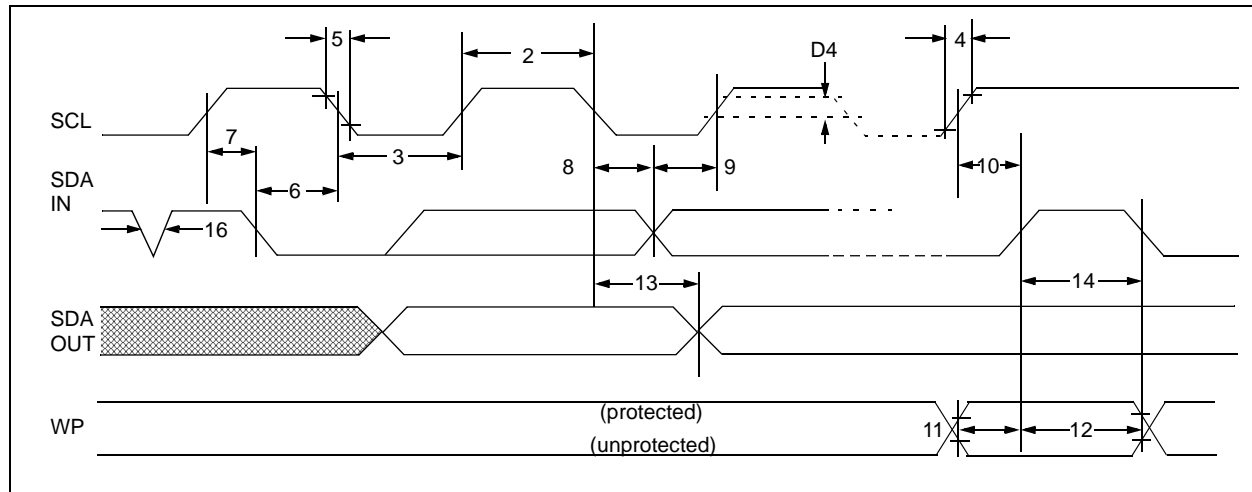 5
2
D4
4
SCL
7
3
8
9
10
6
SDA
IN
16
13
14
SDA
OUT
(protected)
WP
11
12
(unprotected)